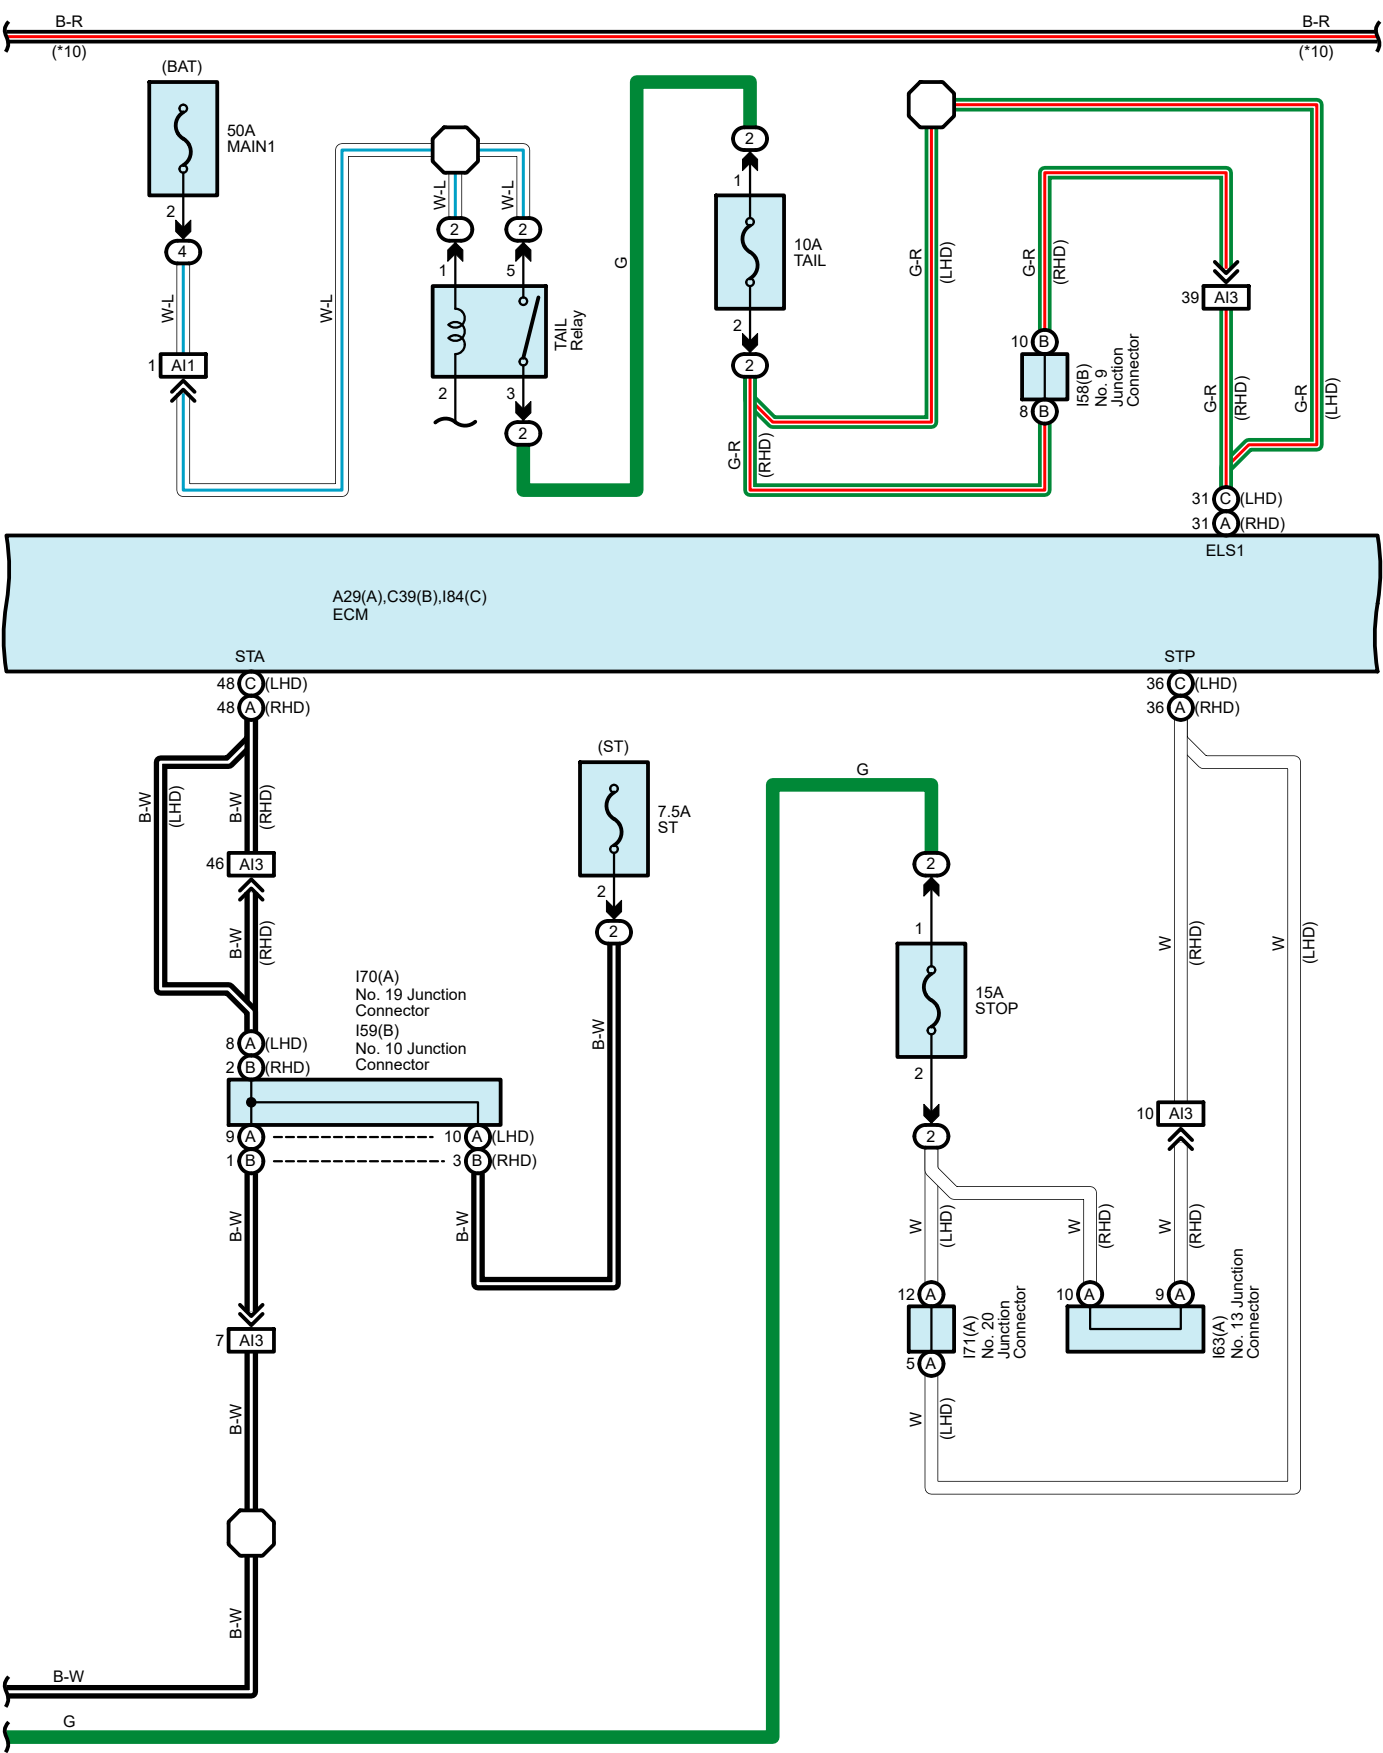 B-R
B-R
(*10)
(*10)
(BAT)
50A
MAIN1
2
4
W-L
1
AI1
W-L
W-L
W-L
2
2
1
5
TAIL
Relay
2
3
2
G
2
1
10A
TAIL
2
2
G-R
(LHD)
G-R
(RHD)
G-R
(RHD)
10
B
8
B
I58(B)
No. 9
Junction
Connector
39
AI3
G-R
(RHD)
G-R
(LHD)
31
C
(LHD)
31
A
(RHD)
ELS1
A29(A),C39(B),I84(C)
ECM
STA
STP
48
C
(LHD)
48
A
(RHD)
36
C
(LHD)
36
A
(RHD)
B-W
(LHD)
B-W
(RHD)
46
AI3
B-W
(RHD)
(ST)
7.5A
ST
2
2
B-W
I70(A)
No. 19 Junction
Connector
I59(B)
No. 10 Junction
Connector
8
A
(LHD)
2
B
(RHD)
9
A
10
A
(LHD)
1
B
3
B
(RHD)
B-W
B-W
7
AI3
B-W
B-W
B-W
G
G
2
1
15A
STOP
2
2
W
(LHD)
W
(RHD)
W
(RHD)
W
(RHD)
W
(LHD)
10
AI3
12
A
5
A
I71(A)
No. 20
Junction
Connector
10
A
9
A
I63(A)
No. 13 Junction
Connector
W
(LHD)